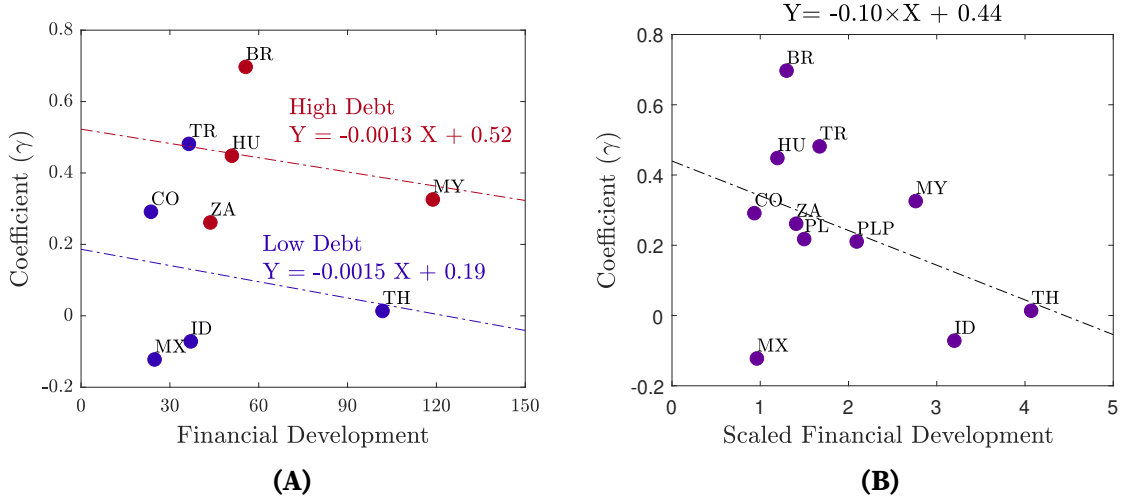 0.8
0.6
0.4
0.2
0
-0.2
Coefficient (γ)
BR
High Debt
Y = -0.0013 X + 0.52
TR
HU
MY
CO
ZA
Low Debt
Y = -0.0015 X + 0.19
TH
ID
MX
0 30 60 90 120 150
Financial Development
(A)
Y= -0.10×X + 0.44
0.8
0.6
0.4
0.2
0
-0.2
Coefficient (γ)
BR
TR
HU
MY
CO
ZA
PL
PLP
TH
ID
MX
0 1 2 3 4 5
Scaled Financial Development
(B)